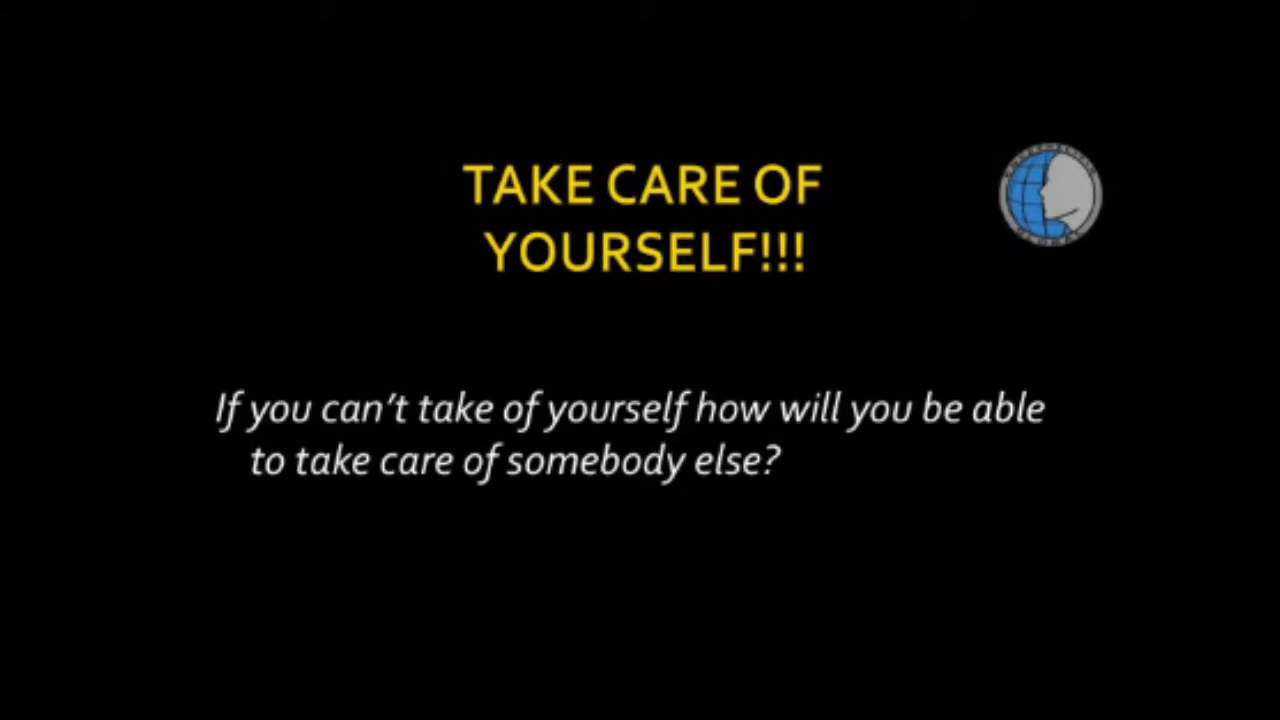 TAKE CARE OF
YOURSELF!!!
If you can't take of yourself how will you be able
to take care of somebody else?